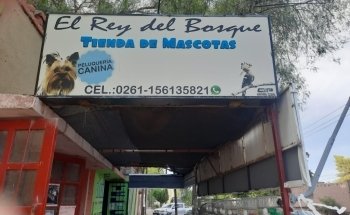 El Rey del Bosque
TIENDA DE MASCOTAS
PELUQUERIA
CANINA
CEL.:0261-156135821